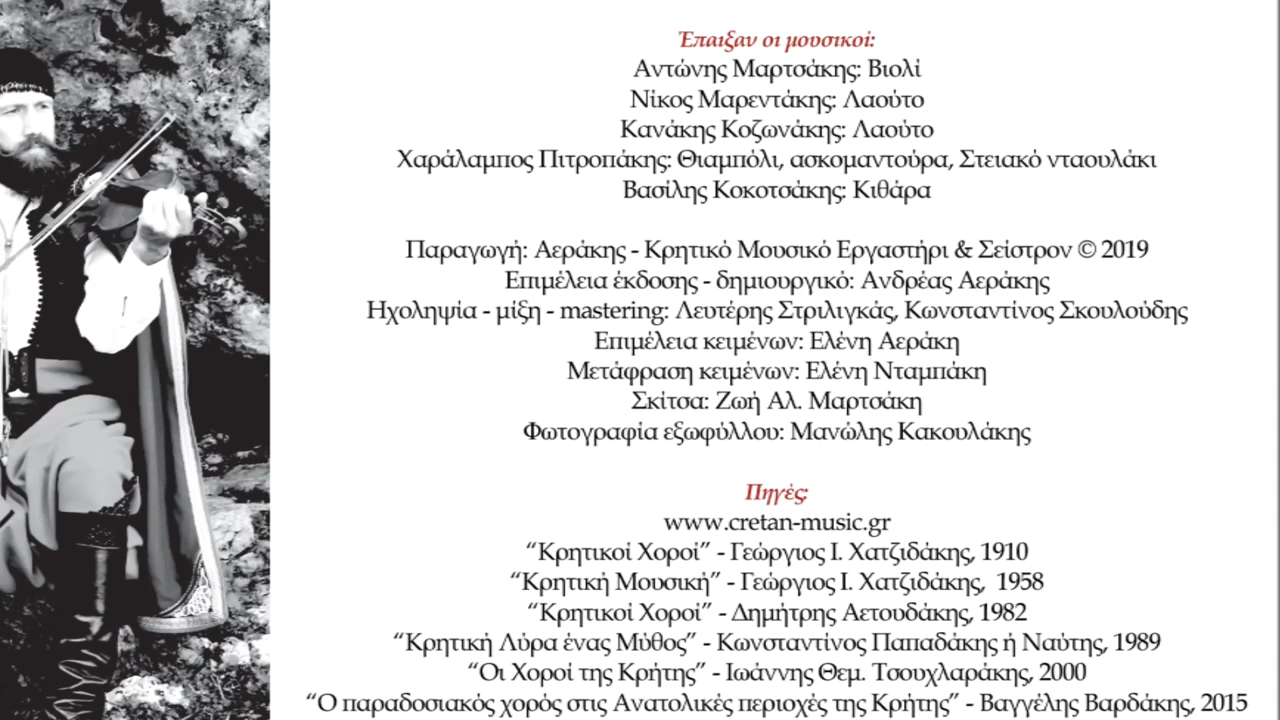 Έπαιξαν οι μουσικοί:
Αντώνης Μαρτσάκης: Βιολί
Νίκος Μαρεντάκης: Λαούτο
Κανάκης Κοζωνάκης: Λαούτο
Χαράλαμπος Πιτροπάκης: Θιαμπόλι, ασκομαντούρα, Στειακό νταουλάκι
Βασίλης Κοκοτσάκης: Κιθάρα
Παραγωγή: Αεράκης - Κρητικό Μουσικό Εργαστήρι & Σείστρον © 2019
Επιμέλεια έκδοσης - δημιουργικό: Ανδρέας Αεράκης
Ηχοληψία - μίξη - mastering: Λευτέρης Στριλιγκάς, Κωνσταντίνος Σκουλούδης
Επιμέλεια κειμένων: Ελένη Αεράκη
Μετάφραση κειμένων: Ελένη Νταμπάκη
Σκίτσα: Ζωή Αλ. Μαρτσάκη
Φωτογραφία εξωφύλλου: Μανώλης Κακουλάκης
Πηγές:
www.cretan-music.gr
“Κρητικοί Χοροί” - Γεώργιος Ι. Χατζιδάκης, 1910
“Κρητική Μουσική” - Γεώργιος Ι. Χατζιδάκης, 1958
“Κρητικοί Χοροί” - Δημήτρης Αετουδάκης, 1982
“Κρητική Λύρα ένας Μύθος” - Κωνσταντίνος Παπαδάκης ή Ναύτης, 1989
“Οι Χοροί της Κρήτης” - Ιωάννης Θεμ. Τσουχλαράκης, 2000
“Ο παραδοσιακός χορός στις Ανατολικές περιοχές της Κρήτης” - Βαγγέλης Βαρδάκης, 2015